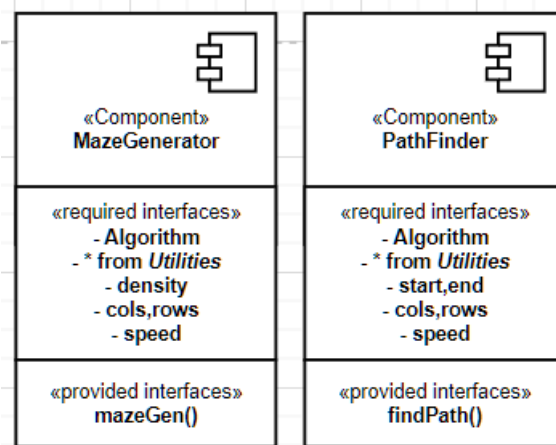 «Component»
MazeGenerator
«required interfaces»
- Algorithm
- * from Utilities
- density
- cols,rows
- speed
«provided interfaces»
mazeGen()
«Component»
PathFinder
«required interfaces»
- Algorithm
- * from Utilities
- start,end
- cols,rows
- speed
«provided interfaces»
findPath()